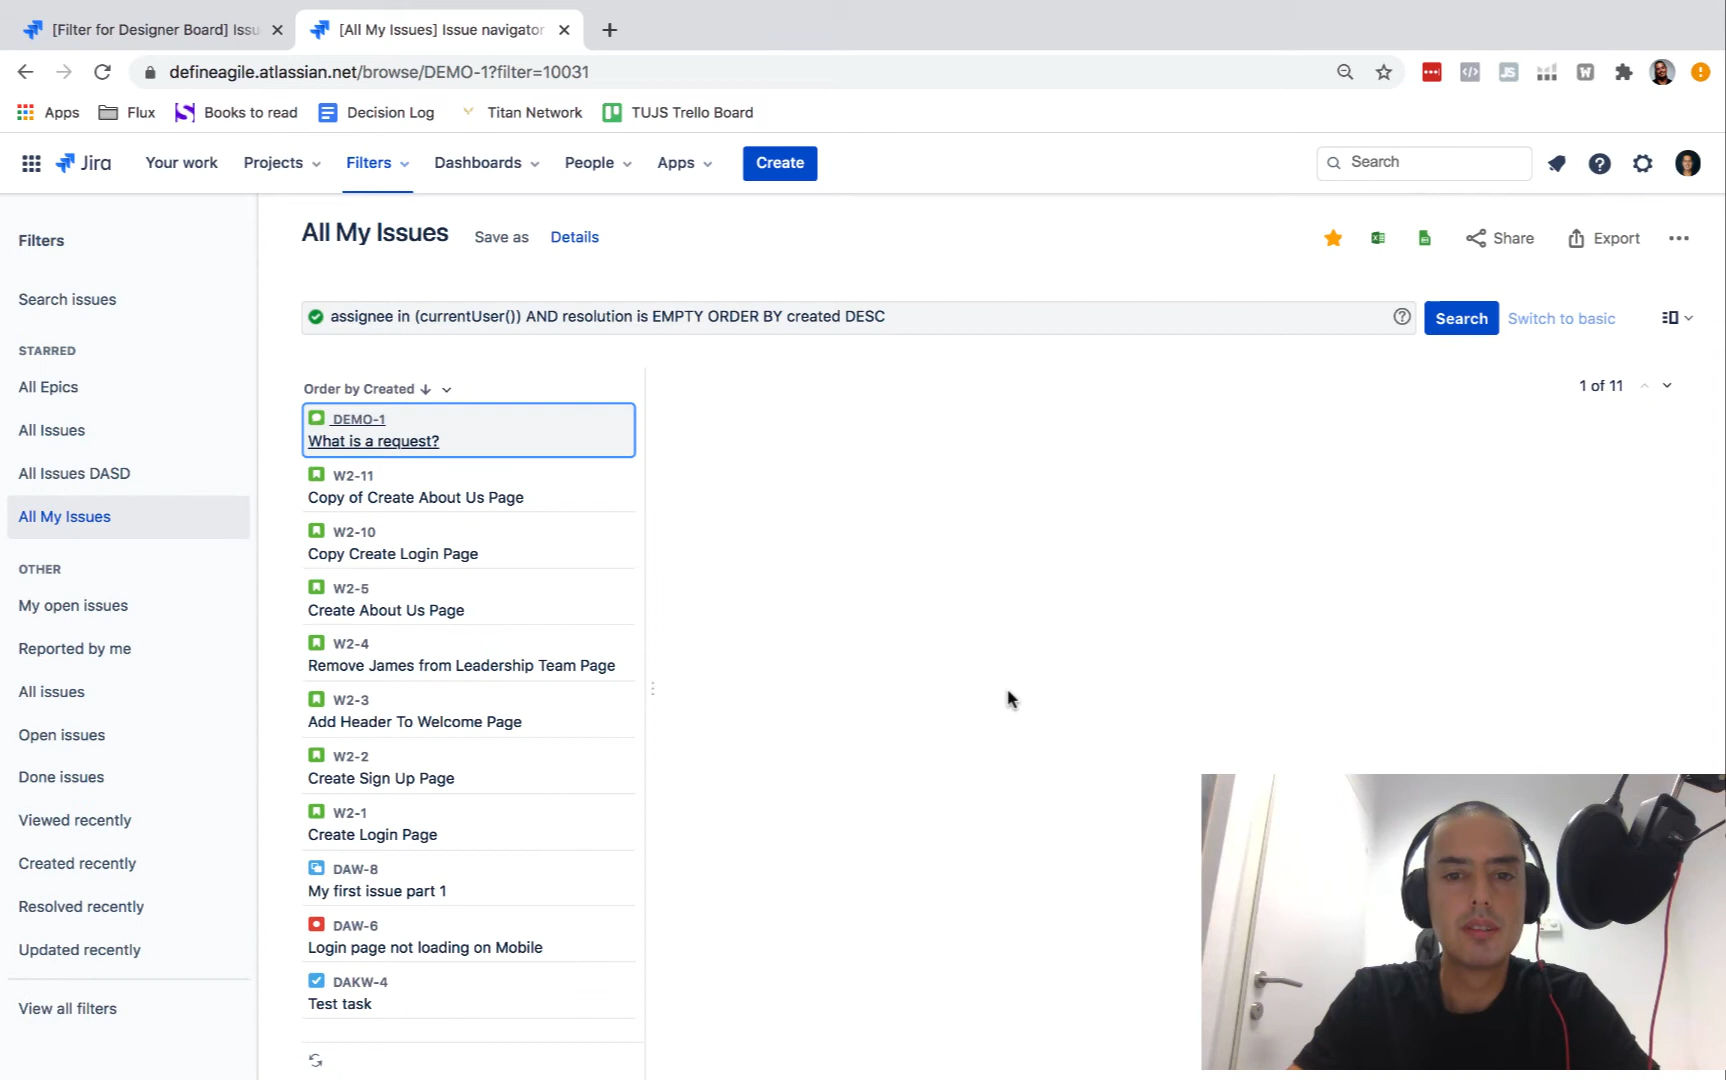 [Filter for Designer Board] Issu
[All My Issues] Issue navigator
defineagile.atlassian.net/browse/DEMO-1?filter=10031
JS
W
Apps
Flux
Books to read
Decision Log
Titan Network
TUJS Trello Board
Jira
Your work
Projects
Filters
Dashboards
People
Apps
Create
Search
Filters
Search issues
STARRED
All Epics
All Issues
All Issues DASD
All My Issues
OTHER
My open issues
Reported by me
All issues
Open issues
Done issues
Viewed recently
Created recently
Resolved recently
Updated recently
View all filters
All My Issues
Save as
Details
Share
Export
assignee in (currentUser()) AND resolution is EMPTY ORDER BY created DESC
Search
Switch to basic
Order by Created
1 of 11
DEMO-1
What is a request?
W2-11
Copy of Create About Us Page
W2-10
Copy Create Login Page
W2-5
Create About Us Page
W2-4
Remove James from Leadership Team Page
W2-3
Add Header To Welcome Page
W2-2
Create Sign Up Page
W2-1
Create Login Page
DAW-8
My first issue part 1
DAW-6
Login page not loading on Mobile
DAKW-4
Test task